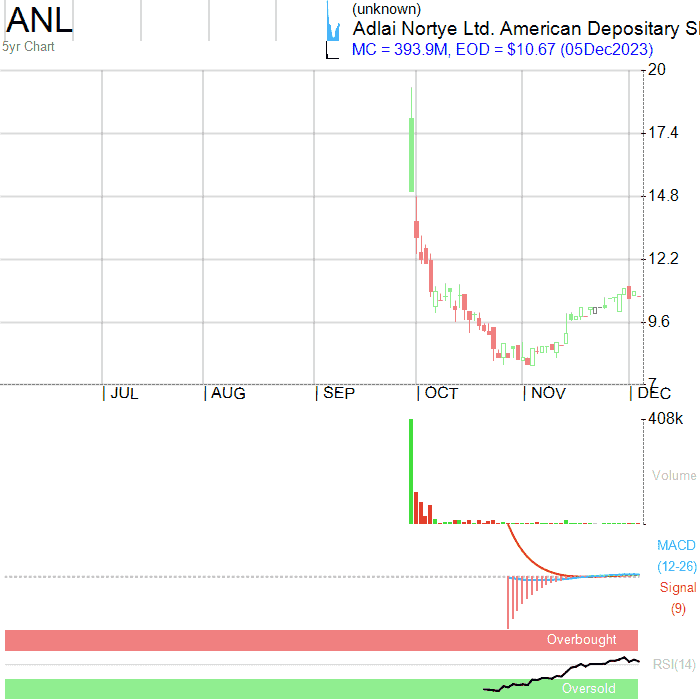 ANL
(unknown)
Adlai Nortye Ltd. American Depositary S
5yr Chart
MC = 393.9M, EOD = $10.67 (05Dec2023)
20
17.4
14.8
12.2
9.6
7
JUL AUG SEP OCT NOV DEC
408k
Volume
MACD
(12-26)
Signal
(9)
Overbought
RSI(14)
Oversold